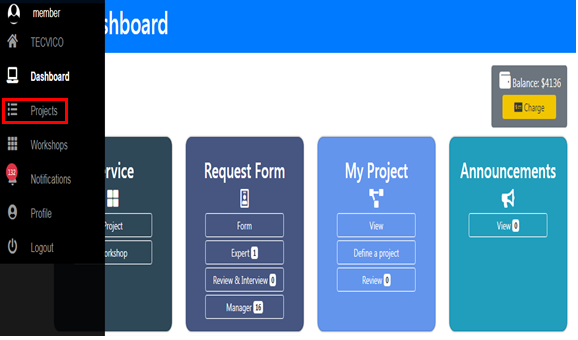 member
TECVICO
Dashboard
Projects
Workshops
132
Notifications
Profile
Logout
shboard
Balance: $4136
Charge
rvice
Project
orkshop
Request Form
Form
Expert 1
Review & Interview 0
Manager 16
My Project
View
Define a project
Review 0
Announcements
View 0